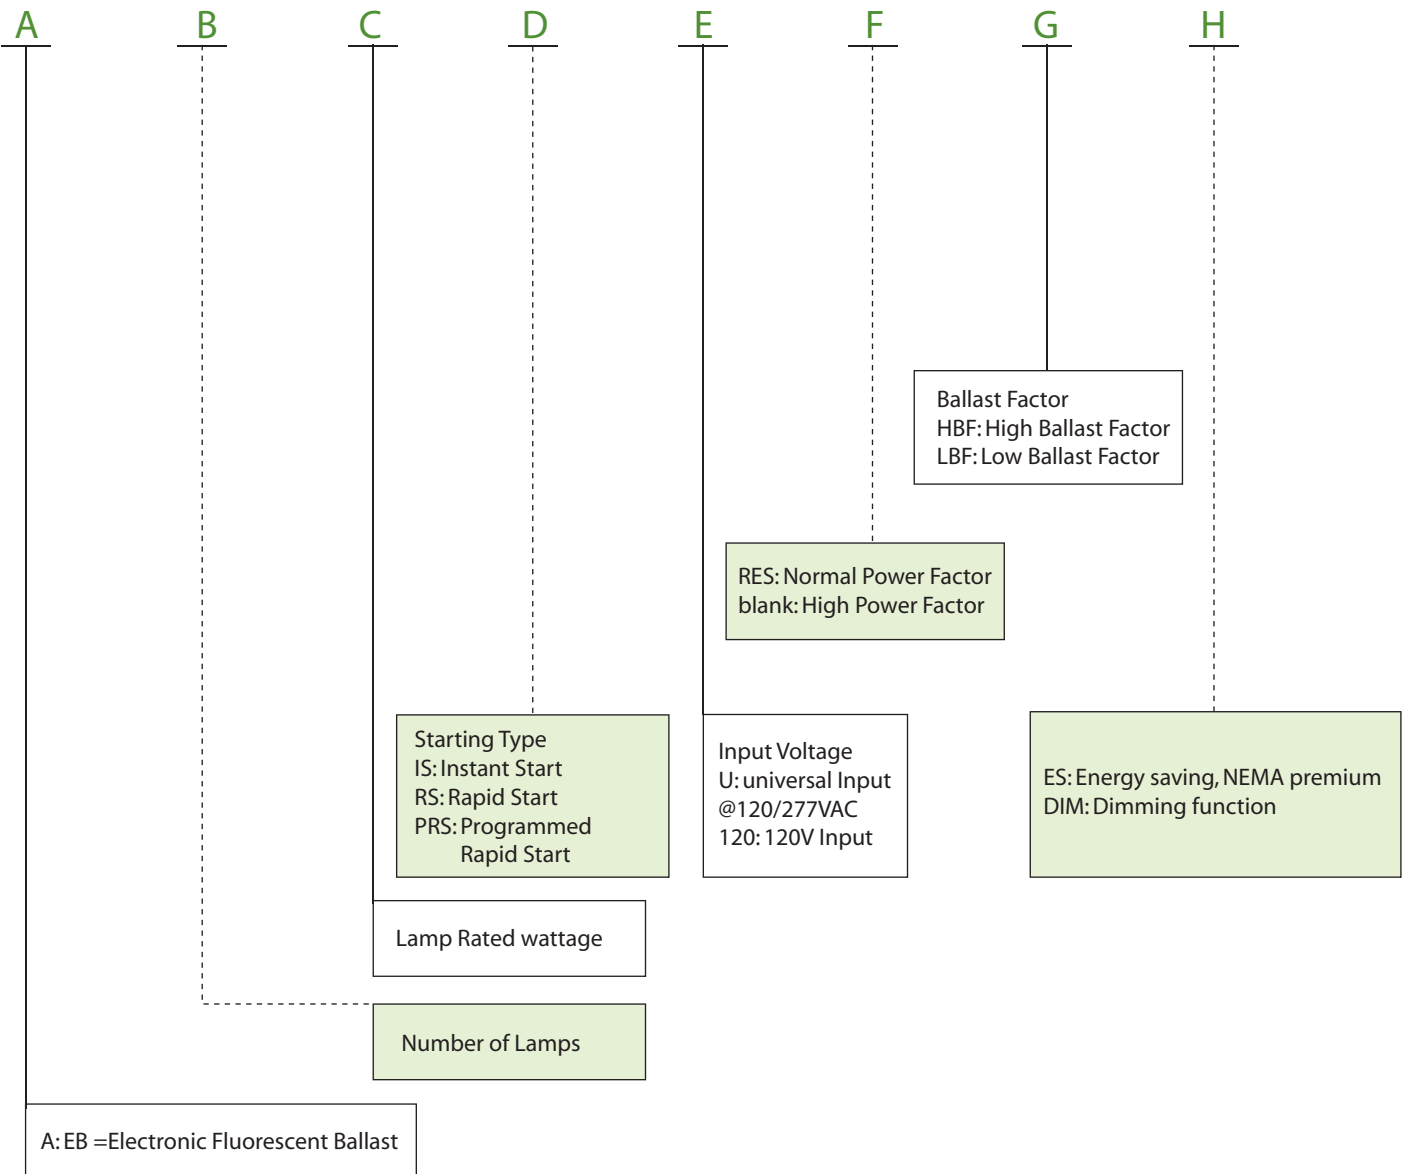 A B C D E F G H
Ballast Factor
HBF: High Ballast Factor
LBF: Low Ballast Factor
RES: Normal Power Factor
blank: High Power Factor
Starting Type
IS: Instant Start
RS: Rapid Start
PRS: Programmed
Rapid Start
Input Voltage
U: universal Input
@120/277VAC
120: 120V Input
ES: Energy saving, NEMA premium
DIM: Dimming function
Lamp Rated wattage
Number of Lamps
A: EB =Electronic Fluorescent Ballast